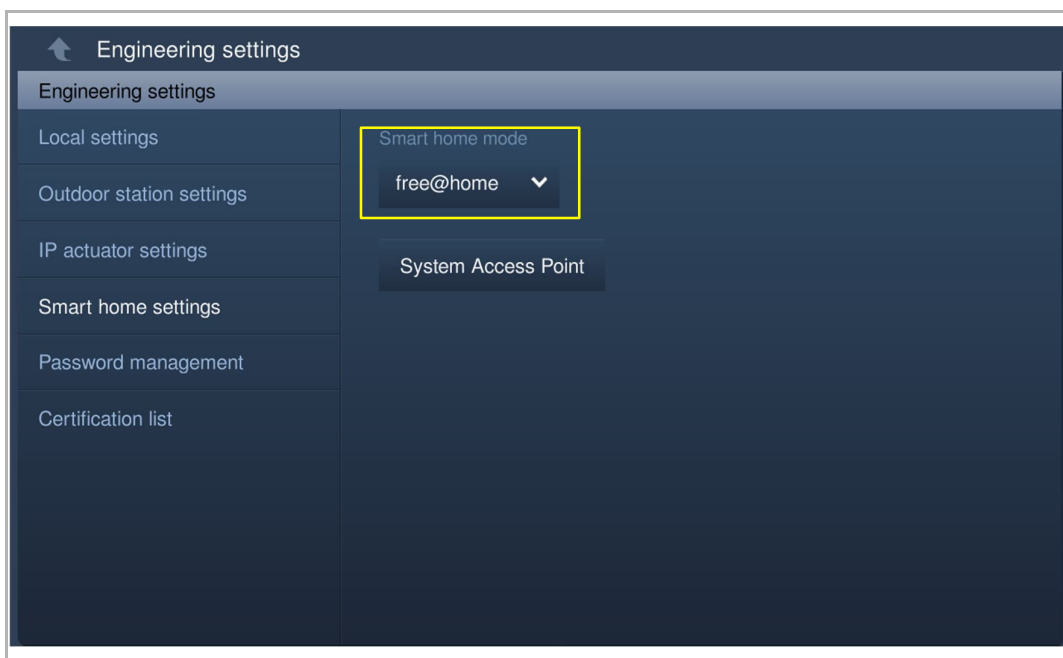 Engineering settings
Engineering settings
Local settings
Outdoor station settings
IP actuator settings
Smart home settings
Password management
Certification list
Smart home mode
free@home
System Access Point